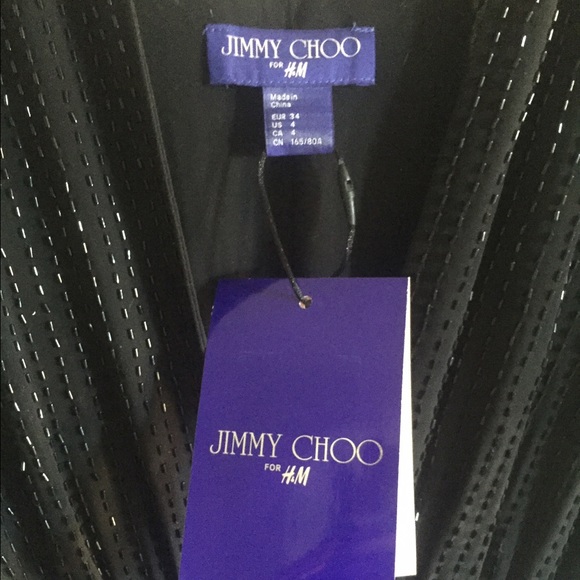 JIMMY CHOO
FOR H&M
Made in
China
EUR 34
US 4
CA 4
CN 165/80A
JIMMY CHOO
FOR H&M